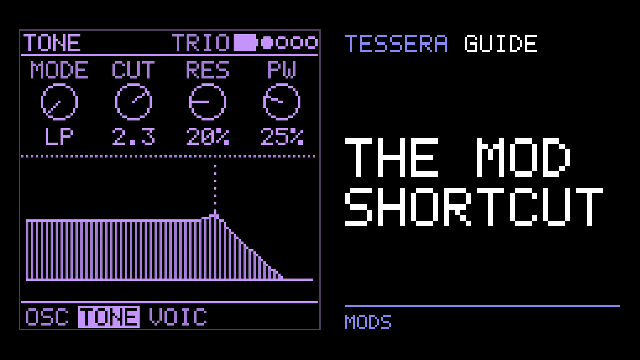 TONE TRIO
MODE CUT RES PW
LP 2.3 20% 25%
OSC TONE VOIC
TESSERA GUIDE
THE MOD
SHORTCUT
MODS